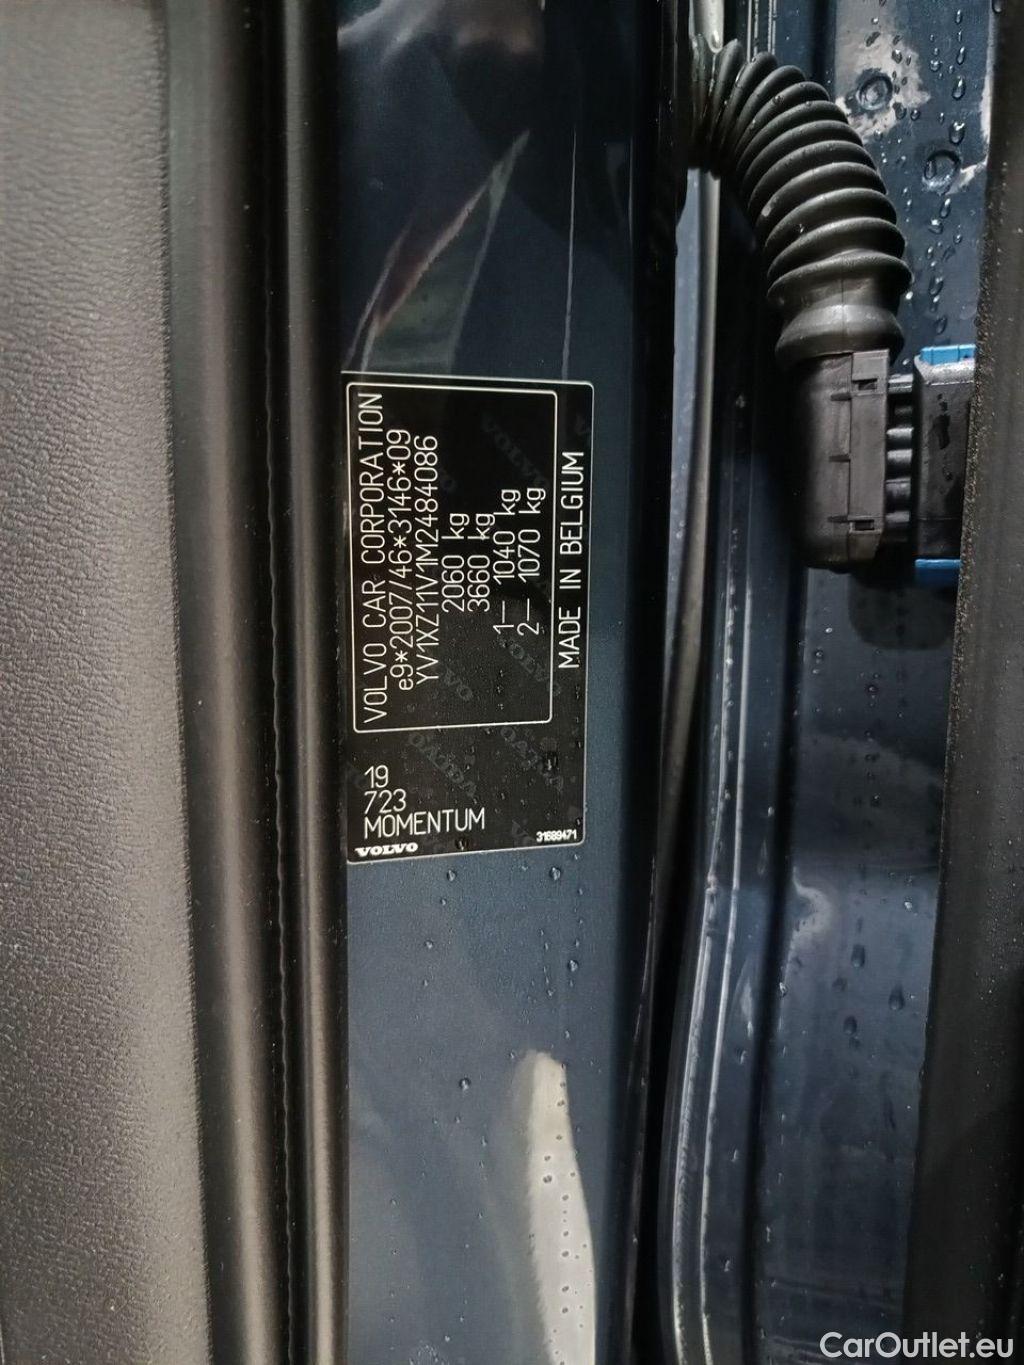 VOLVO CAR CORPORATION
e9*2007/46*3146*09
YV1XZ11V1M2484086
2060 kg
3660 kg
1— 1040 kg
2— 1070 kg
MADE IN BELGIUM
19
723
MOMENTUM
VOLVO
31689471
CarOutlet.eu